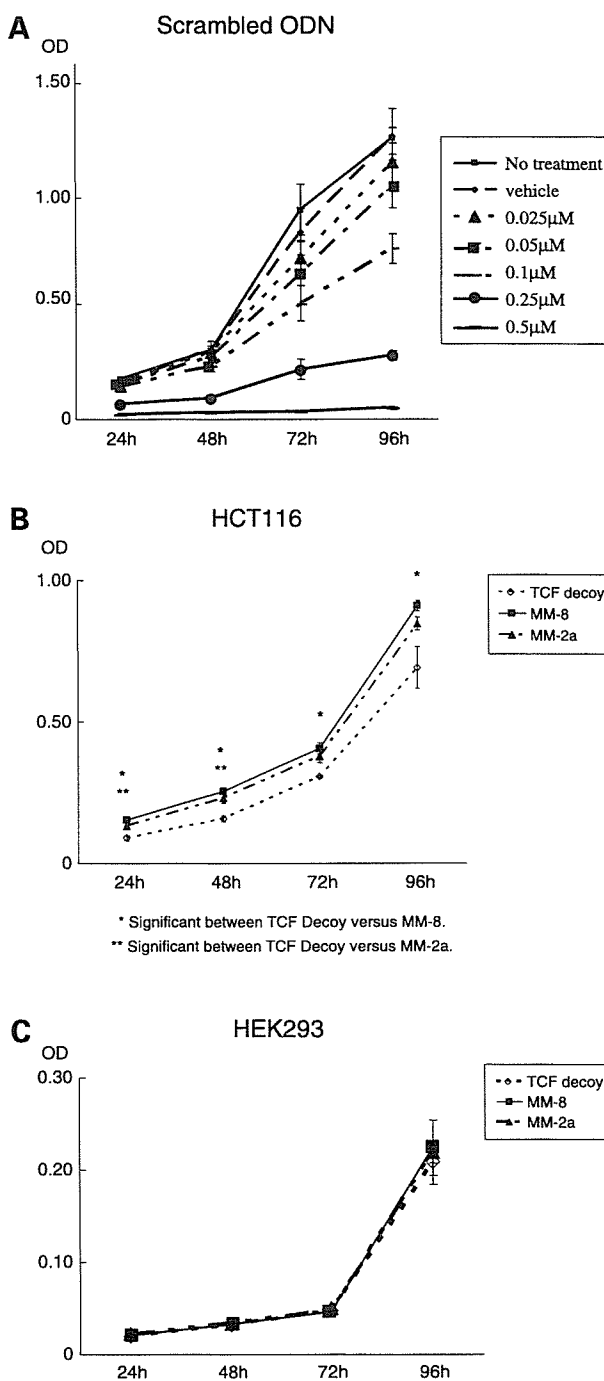 A
Scrambled ODN
OD
1.50
1.00
0.50
0
24h 48h 72h 96h
No treatment
vehicle
0.025μM
0.05μM
0.1μM
0.25μM
0.5μM
B
HCT116
OD
1.00
0.50
0
*
**
*
**
*
*
24h 48h 72h 96h
TCF decoy
MM-8
MM-2a
* Significant between TCF Decoy versus MM-8.
** Significant between TCF Decoy versus MM-2a.
C
HEK293
OD
0.30
0.20
0.10
0
24h 48h 72h 96h
TCF decoy
MM-8
MM-2a